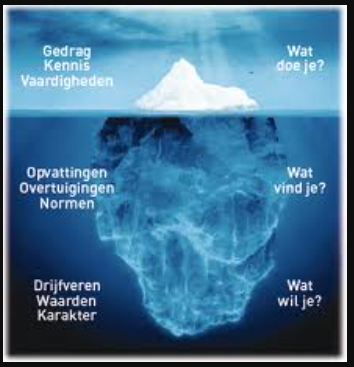 Gedrag
Kennis
Vaardigheden
Wat
doe je?
Opvattingen
Overtuigingen
Normen
Wat
vind je?
Drijfveren
Waarden
Karakter
Wat
wil je?